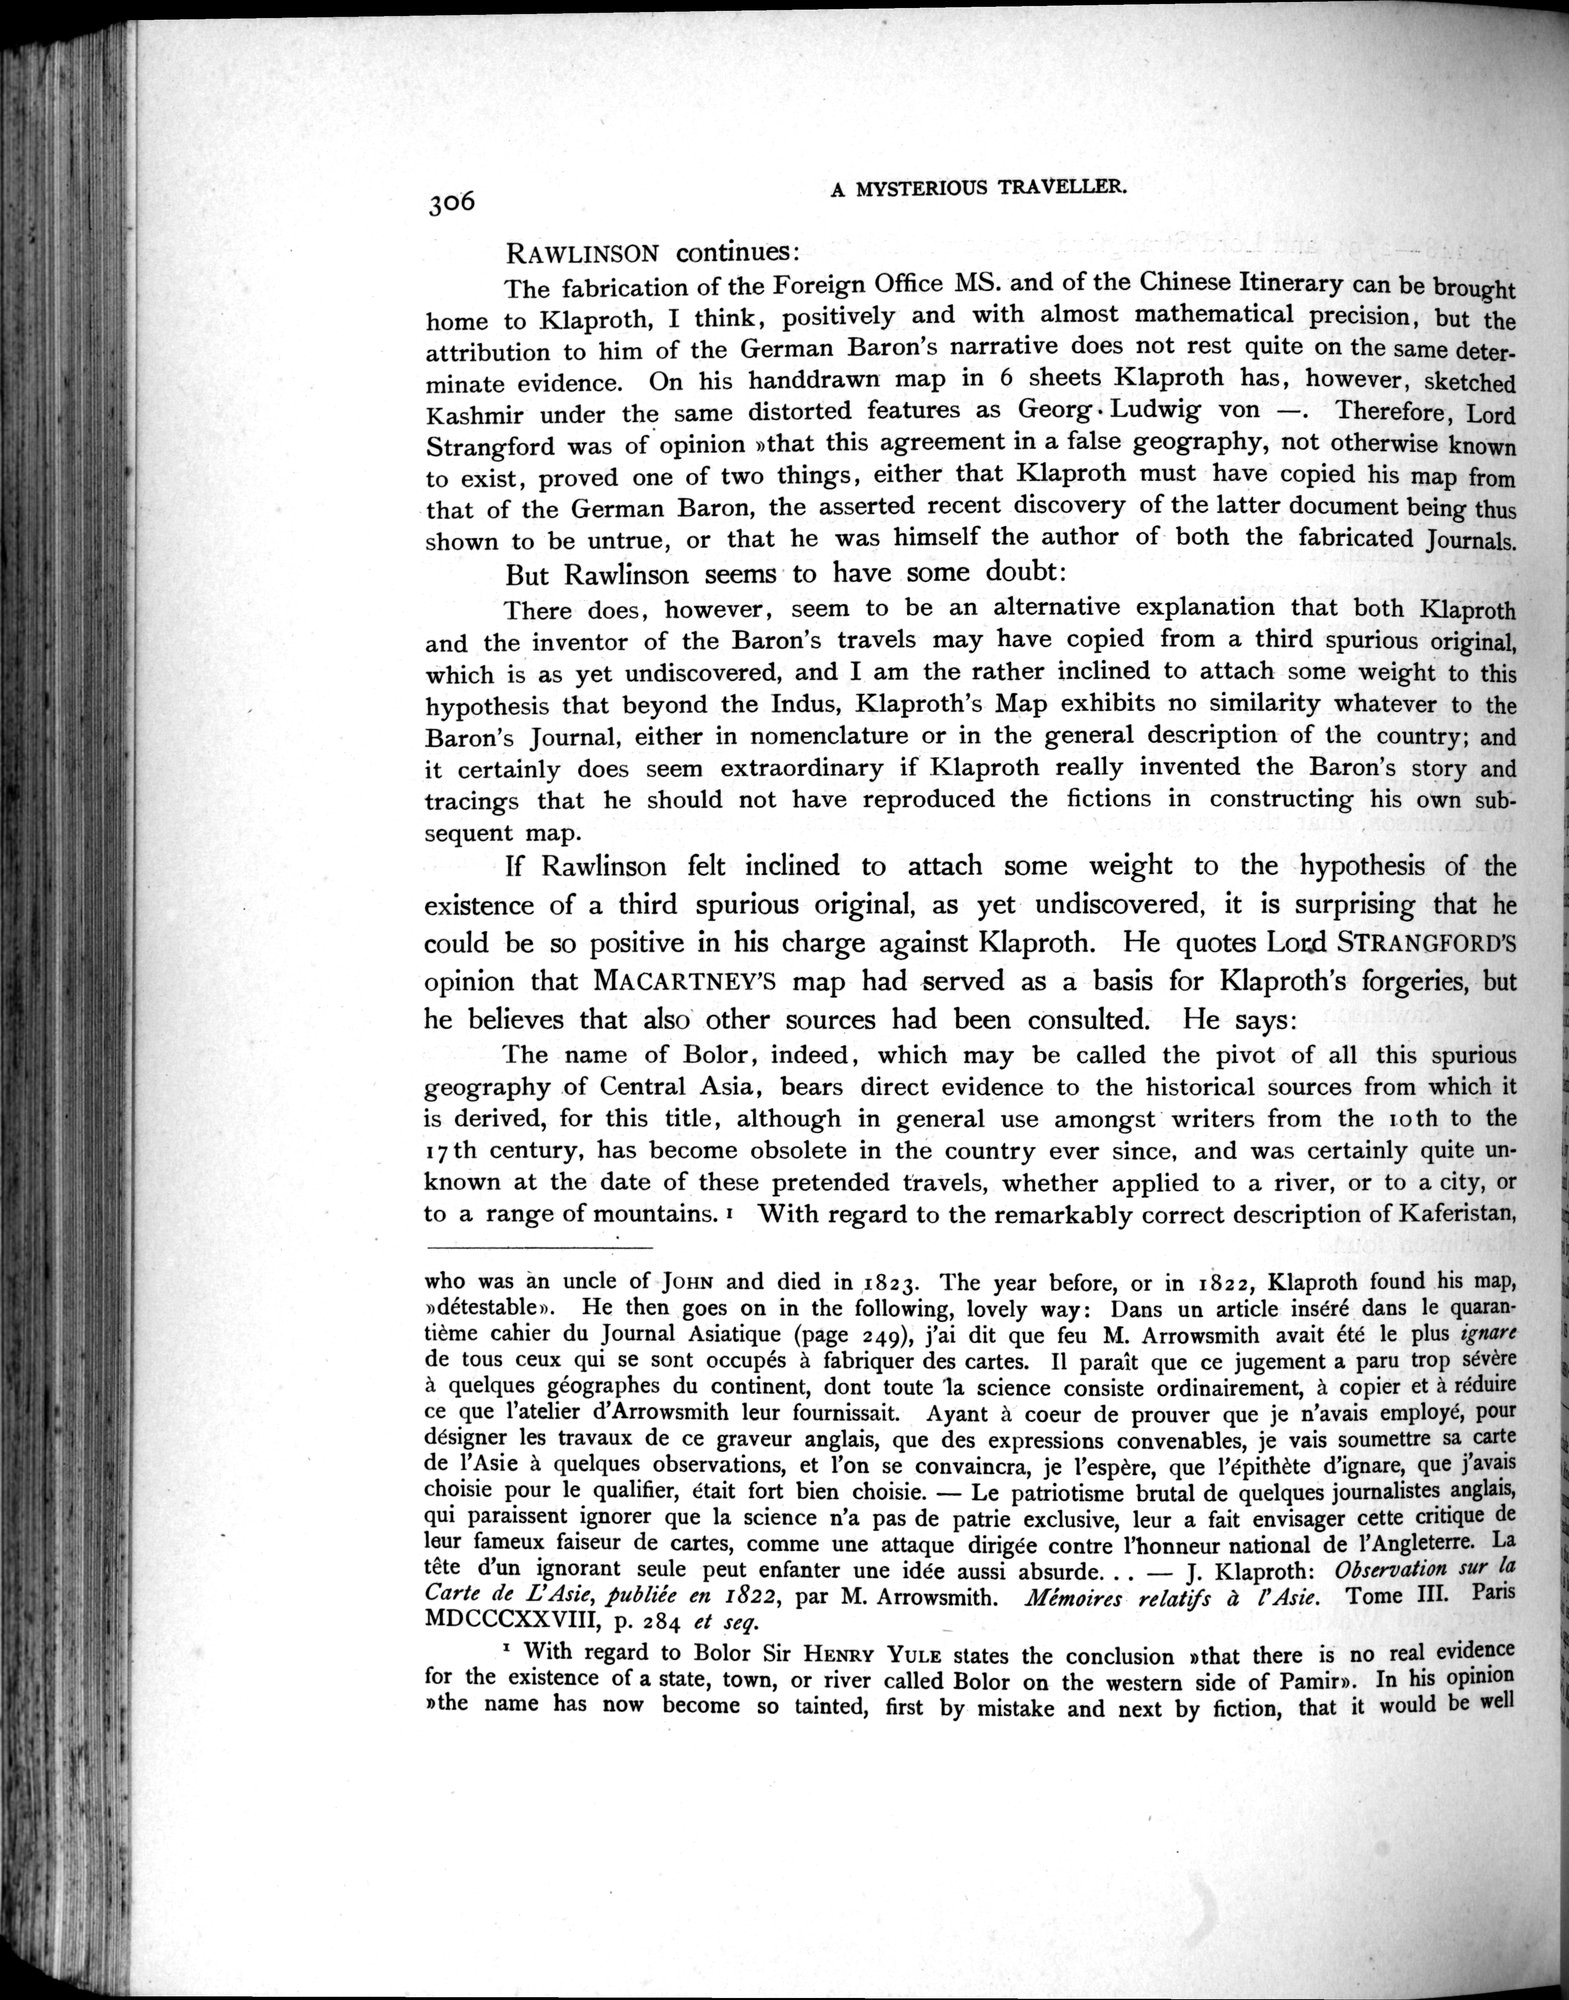 306
A MYSTERIOUS TRAVELLER.
RAWLINSON continues:
The fabrication of the Foreign Office MS. and of the Chinese Itinerary can be brought
home to Klaproth, I think, positively and with almost mathematical precision, but the
attribution to him of the German Baron's narrative does not rest quite on the same deter-
minate evidence. On his handdrawn map in 6 sheets Klaproth has, however, sketched
Kashmir under the same distorted features as Georg Ludwig von —. Therefore, Lord
Strangford was of opinion »that this agreement in a false geography, not otherwise known
to exist, proved one of two things, either that Klaproth must have copied his map from
that of the German Baron, the asserted recent discovery of the latter document being thus
shown to be untrue, or that he was himself the author of both the fabricated Journals.
But Rawlinson seems to have some doubt:
There does, however, seem to be an alternative explanation that both Klaproth
and the inventor of the Baron's travels may have copied from a third spurious original,
which is as yet undiscovered, and I am the rather inclined to attach some weight to this
hypothesis that beyond the Indus, Klaproth's Map exhibits no similarity whatever to the
Baron's Journal, either in nomenclature or in the general description of the country; and
it certainly does seem extraordinary if Klaproth really invented the Baron's story and
tracings that he should not have reproduced the fictions in constructing his own sub-
sequent map.
If Rawlinson felt inclined to attach some weight to the hypothesis of the
existence of a third spurious original, as yet undiscovered, it is surprising that he
could be so positive in his charge against Klaproth. He quotes Lord STRANGFORD'S
opinion that MACARTNEY'S map had served as a basis for Klaproth's forgeries, but
he believes that also other sources had been consulted. He says:
The name of Bolor, indeed, which may be called the pivot of all this spurious
geography of Central Asia, bears direct evidence to the historical sources from which it
is derived, for this title, although in general use amongst writers from the 10th to the
17th century, has become obsolete in the country ever since, and was certainly quite un-
known at the date of these pretended travels, whether applied to a river, or to a city, or
to a range of mountains. ¹ With regard to the remarkably correct description of Kaferistan,
who was an uncle of JOHN and died in 1823. The year before, or in 1822, Klaproth found his map,
»détestable». He then goes on in the following, lovely way: Dans un article inséré dans le quaran-
tième cahier du Journal Asiatique (page 249), j'ai dit que feu M. Arrowsmith avait été le plus ignare
de tous ceux qui se sont occupés à fabriquer des cartes. Il paraît que ce jugement a paru trop sévère
à quelques géographes du continent, dont toute la science consiste ordinairement, à copier et à réduire
ce que l'atelier d'Arrowsmith leur fournissait. Ayant à coeur de prouver que je n'avais employé, pour
désigner les travaux de ce graveur anglais, que des expressions convenables, je vais soumettre sa carte
de l'Asie à quelques observations, et l'on se convaincra, je l'espère, que l'épithète d'ignare, que j'avais
choisie pour le qualifier, était fort bien choisie. — Le patriotisme brutal de quelques journalistes anglais,
qui paraissent ignorer que la science n'a pas de patrie exclusive, leur a fait envisager cette critique de
leur fameux faiseur de cartes, comme une attaque dirigée contre l'honneur national de l'Angleterre. La
tête d'un ignorant seule peut enfanter une idée aussi absurde. . . — J. Klaproth: Observation sur la
Carte de L'Asie, publiée en 1822, par M. Arrowsmith. Mémoires relatifs à l'Asie. Tome III. Paris
MDCCCXXVIII, p. 284 et seq.
¹ With regard to Bolor Sir HENRY YULE states the conclusion »that there is no real evidence
for the existence of a state, town, or river called Bolor on the western side of Pamir». In his opinion
»the name has now become so tainted, first by mistake and next by fiction, that it would be well